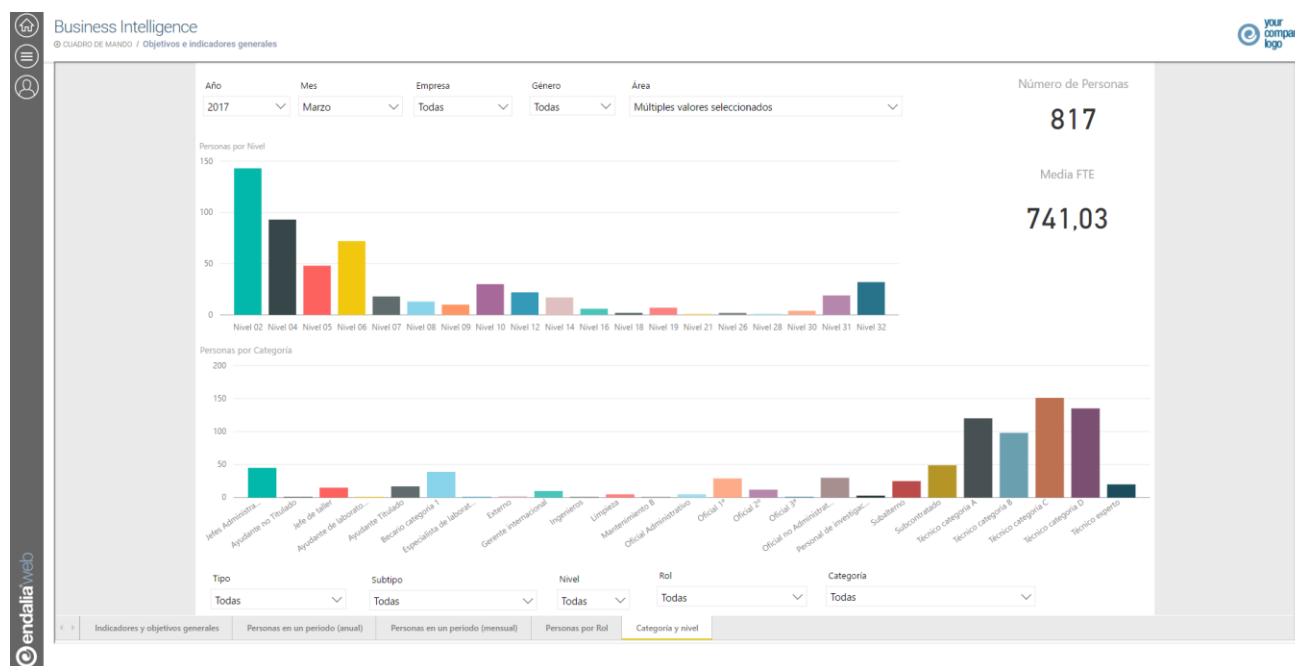 Business Intelligence
CUADRO DE MANDO / Objetivos e indicadores generales
your
compan
logo
Año Mes Empresa Género Área
2017 Marzo Todas Todas Múltiples valores seleccionados
Número de Personas
817
Media FTE
741,03
Personas por Nivel
150
100
50
0
Nivel 02 Nivel 04 Nivel 05 Nivel 06 Nivel 07 Nivel 08 Nivel 09 Nivel 10 Nivel 12 Nivel 14 Nivel 16 Nivel 18 Nivel 19 Nivel 21 Nivel 26 Nivel 28 Nivel 30 Nivel 31 Nivel 32
Personas por Categoría
200
150
100
50
0
Jefes Administra...
Ayudante no Titulado
Jefe de taller
Ayudante de laborato...
Ayudante Titulado
Becario categoria 1
Especialista de laborat...
Externo
Gerente internacional
Ingenieros
Limpieza
Mantenimiento B
Oficial Administrativo
Oficial 1ª
Oficial 2ª
Oficial 3ª
Oficial no Administrat...
Personal de investigac...
Subalterno
Subcontratado
Técnico categoria A
Técnico categoria B
Técnico categoria C
Técnico categoria D
Técnico experto
Tipo Subtipo Nivel Rol Categoría
Todas Todas Todas Todas Todas
Indicadores y objetivos generales Personas en un periodo (anual) Personas en un periodo (mensual) Personas por Rol Categoría y nivel
endalia web